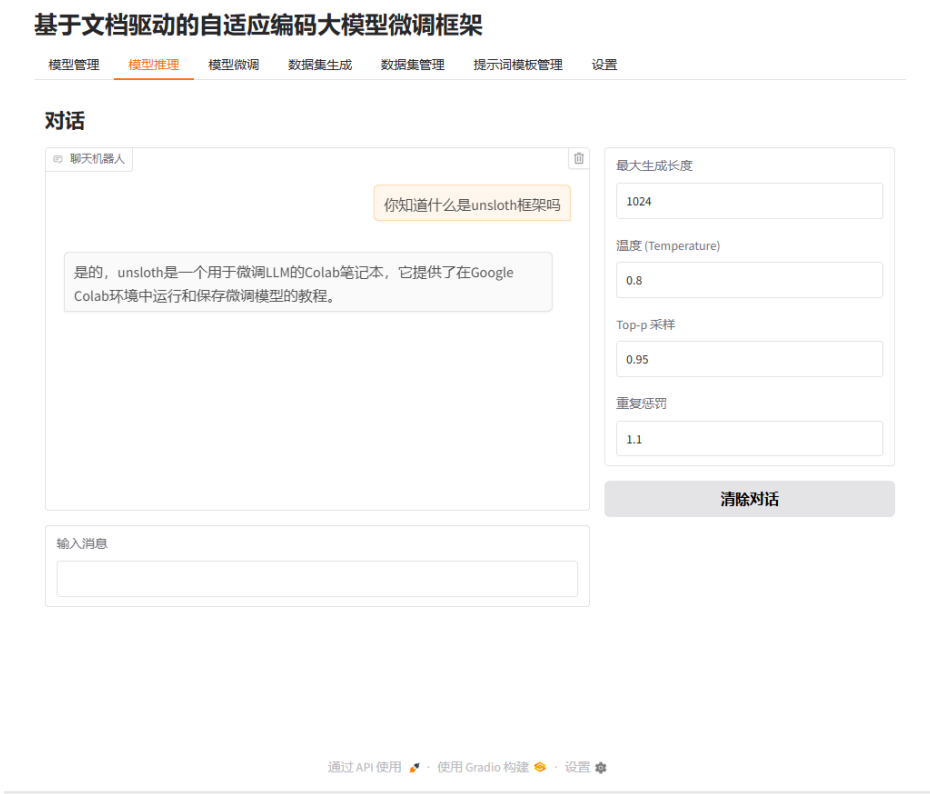 基于文档驱动的自适应编码大模型微调框架
模型管理 模型推理 模型微调 数据集生成 数据集管理 提示词模板管理 设置
对话
聊天机器人
你知道什么是unsloth框架吗
是的，unsloth是一个用于微调LLM的Colab笔记本，它提供了在Google
Colab环境中运行和保存微调模型的教程。
输入消息
最大生成长度
1024
温度 (Temperature)
0.8
Top-p 采样
0.95
重复惩罚
1.1
清除对话
通过 API 使用 · 使用 Gradio 构建 · 设置